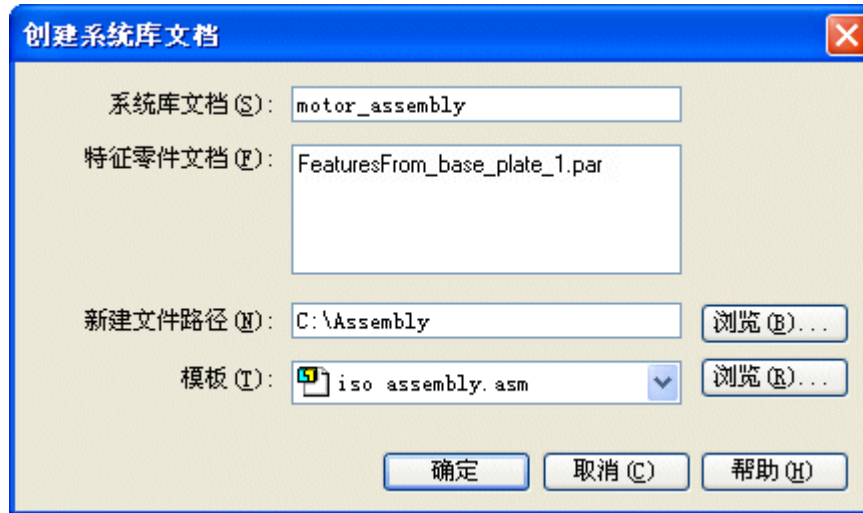 创建系统库文档
系统库文档(S): motor_assembly
特征零件文档(F): FeaturesFrom_base_plate_1.par
新建文件路径(N): C:\Assembly 浏览(B)...
模板(T): iso assembly.asm 浏览(R)...
确定 取消(C) 帮助(H)